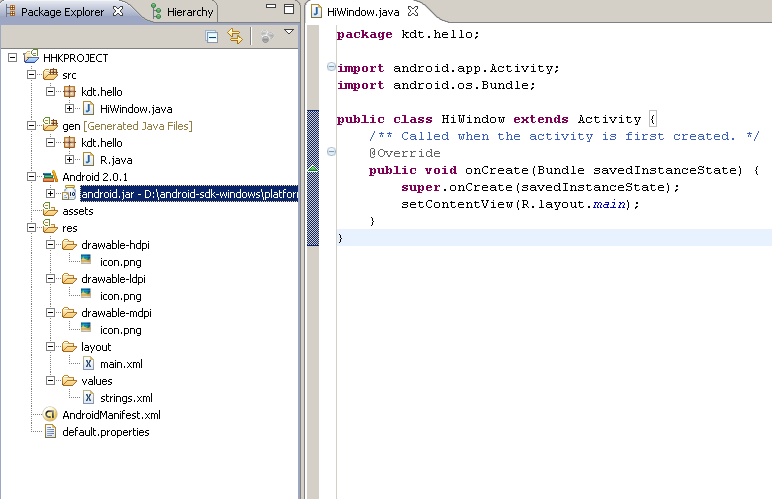 Package Explorer
Hierarchy
HHKPROJECT
src
kdt.hello
HiWindow.java
gen [Generated Java Files]
kdt.hello
R.java
Android 2.0.1
android.jar - D:\android-sdk-windows\platfor
assets
res
drawable-hdpi
icon.png
drawable-ldpi
icon.png
drawable-mdpi
icon.png
layout
main.xml
values
strings.xml
AndroidManifest.xml
default.properties
HiWindow.java
package kdt.hello;
import android.app.Activity;
import android.os.Bundle;
public class HiWindow extends Activity {
    /** Called when the activity is first created. */
    @Override
    public void onCreate(Bundle savedInstanceState) {
        super.onCreate(savedInstanceState);
        setContentView(R.layout.main);
    }
}